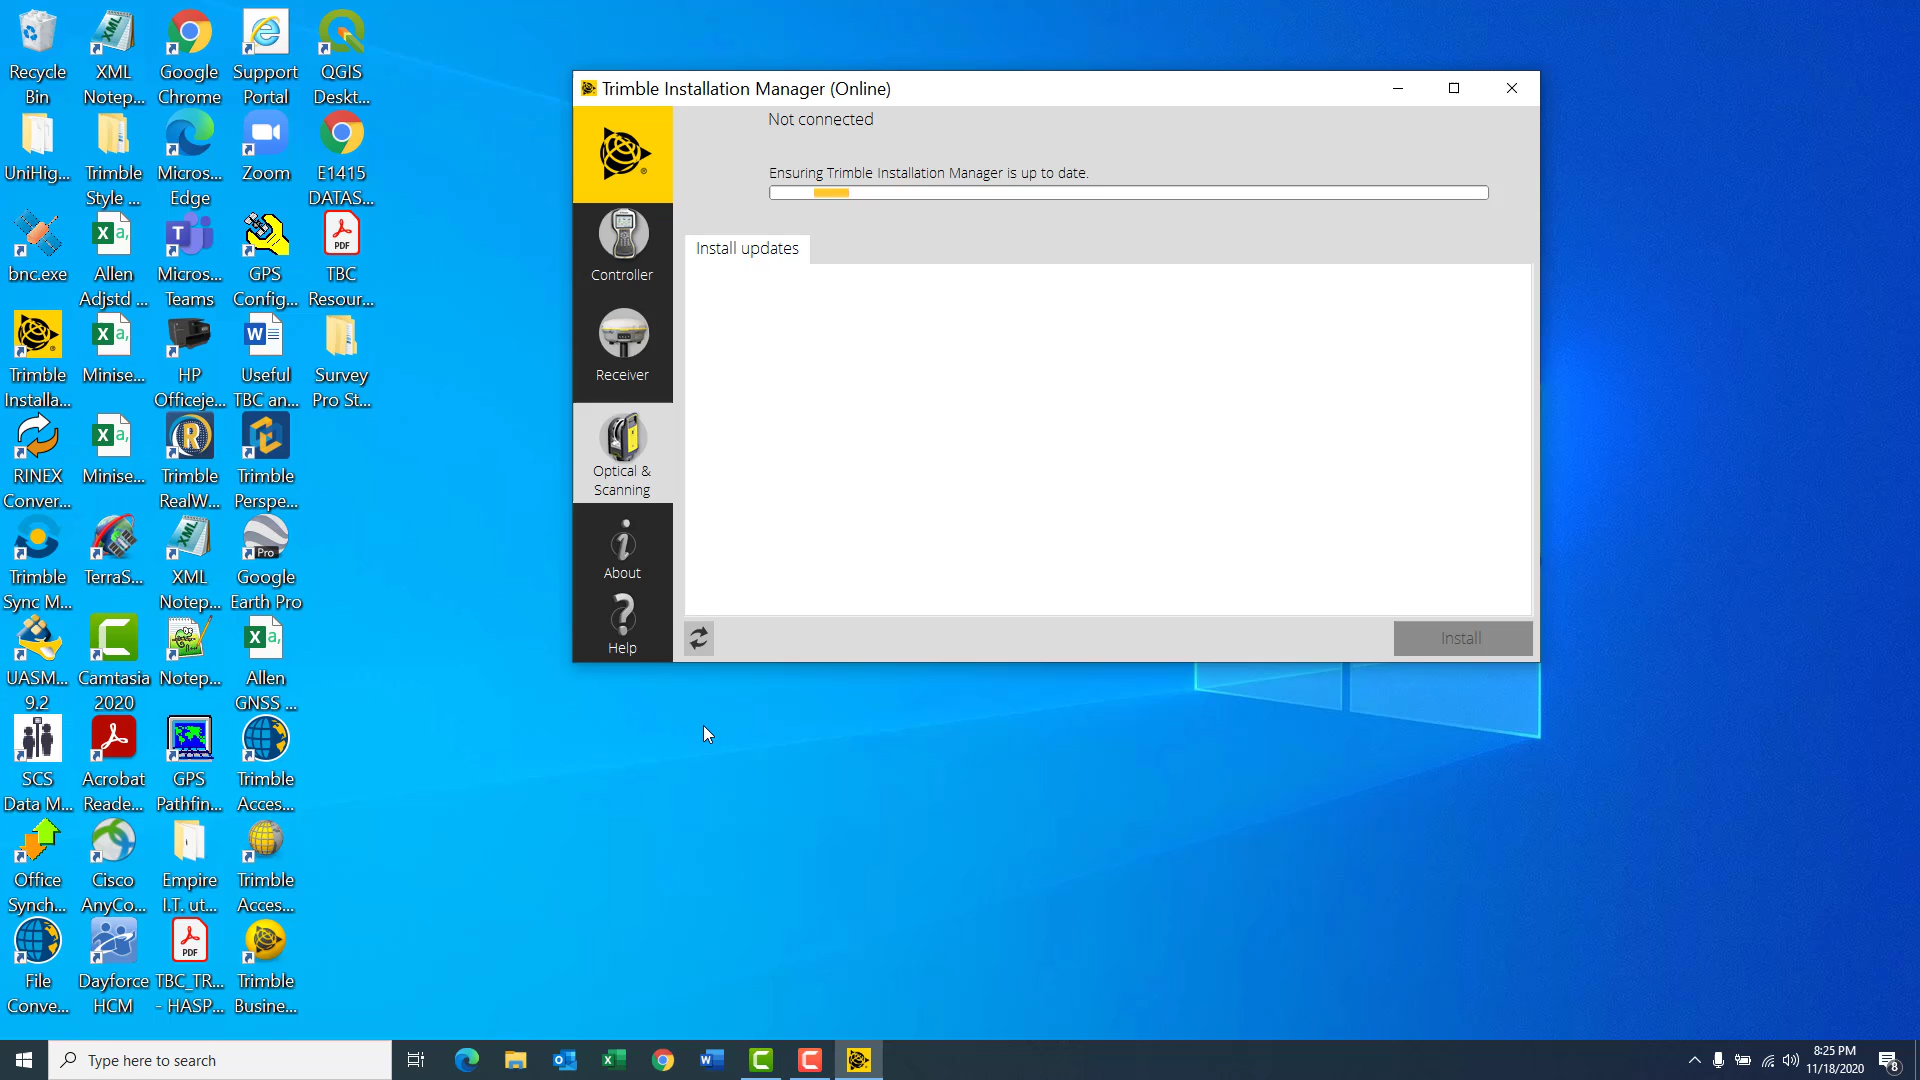 Recycle Bin
XML Notep...
Google Chrome
Support Portal
QGIS Deskt...
UniHig...
Trimble Style ...
Micros... Edge
Zoom
E1415 DATAS...
bnc.exe
Allen Adjstd ...
Micros... Teams
GPS Config...
TBC Resour...
Trimble Installa...
Minise...
HP Officeje...
Useful TBC an...
Survey Pro St...
RINEX Conver...
Minise...
Trimble RealW...
Trimble Perspe...
Trimble Sync M...
TerraS...
XML Notep...
Google Earth Pro
UASM... 9.2
Camtasia 2020
Notep...
Allen GNSS ...
SCS Data M...
Acrobat Reade...
GPS Pathfin...
Trimble Acces...
Office Synch...
Cisco AnyCo...
Empire I.T. ut...
Trimble Acces...
File Conve...
Dayforce HCM
TBC_TR... - HASP...
Trimble Busine...
Trimble Installation Manager (Online)
Not connected
Ensuring Trimble Installation Manager is up to date.
Controller
Receiver
Optical & Scanning
About
Help
Install updates
Install
Type here to search
8:25 PM
11/18/2020
8